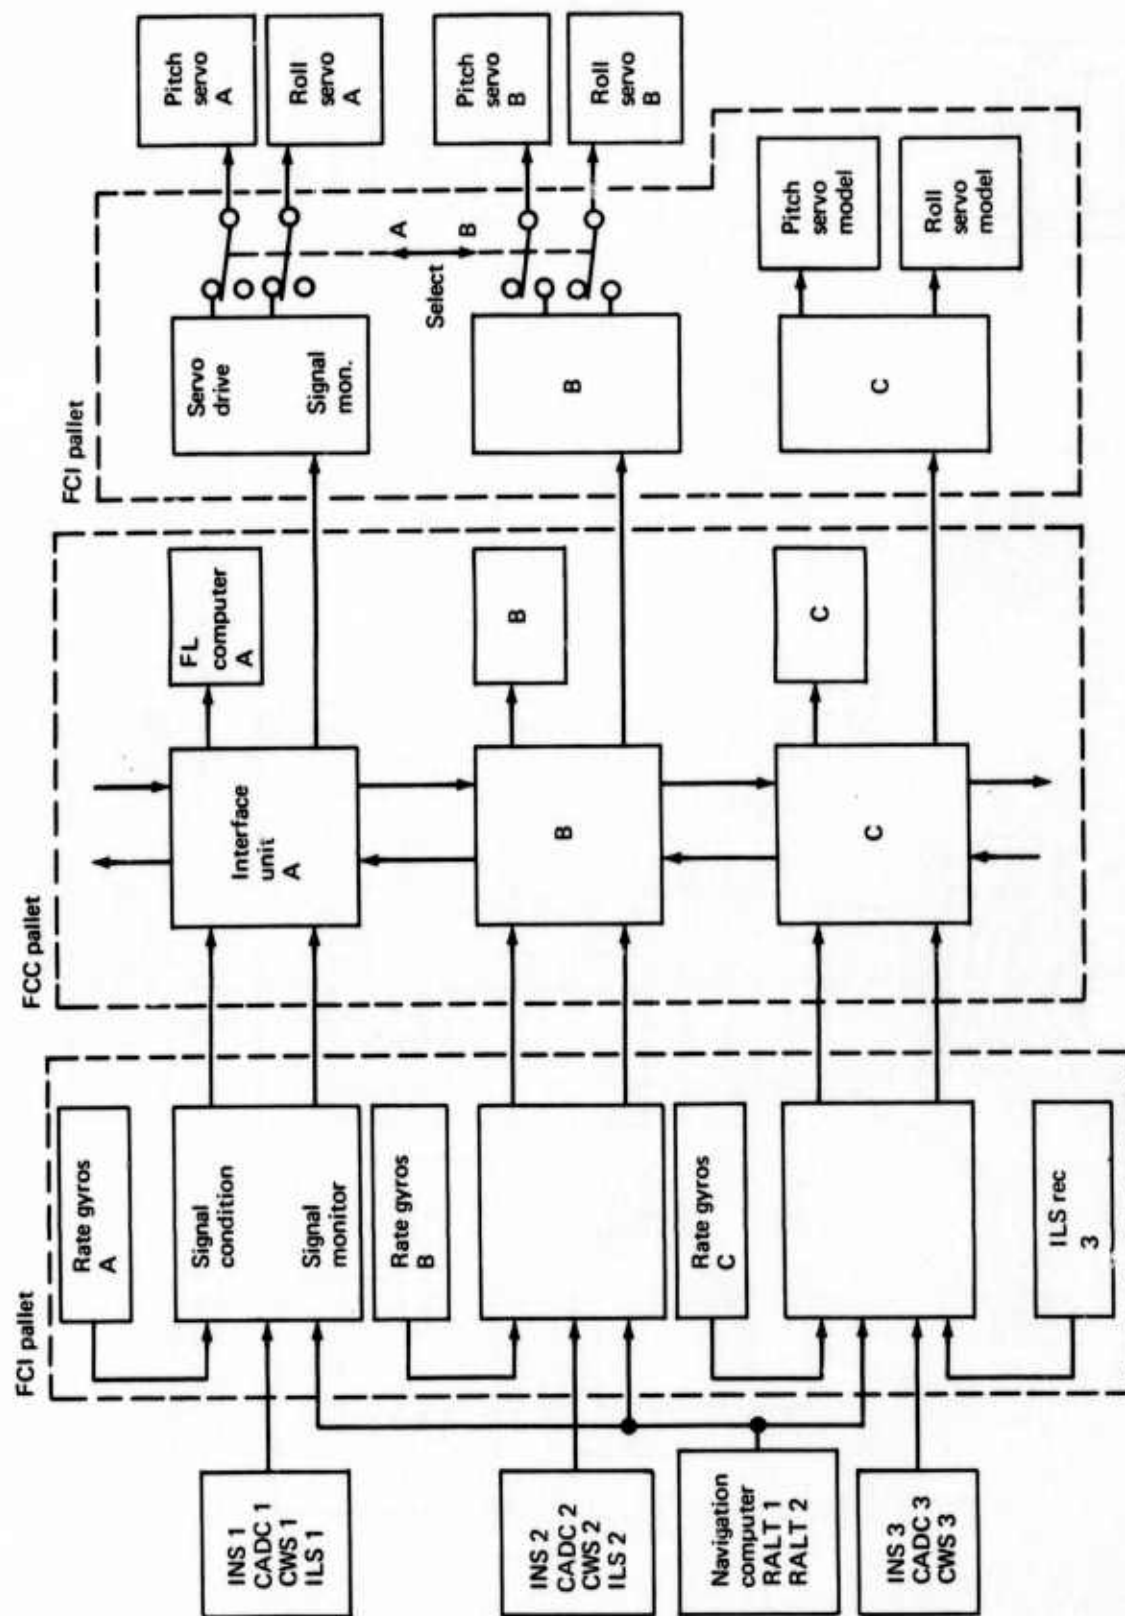 FCI pallet
INS 1
CADC 1
CWS 1
ILS 1
INS 2
CADC 2
CWS 2
ILS 2
Navigation
computer
RALT 1
RALT 2
INS 3
CADC 3
CWS 3
Rate gyros
A
Signal
condition
Signal
monitor
Rate gyros
B
Rate gyros
C
ILS rec
3
FCC pallet
Interface
unit
A
B
C
FL
computer
A
B
C
FCI pallet
Servo
drive
Signal
mon.
B
C
Select
A
B
Pitch
servo
A
Roll
servo
A
Pitch
servo
B
Roll
servo
B
Pitch
servo
model
Roll
servo
model